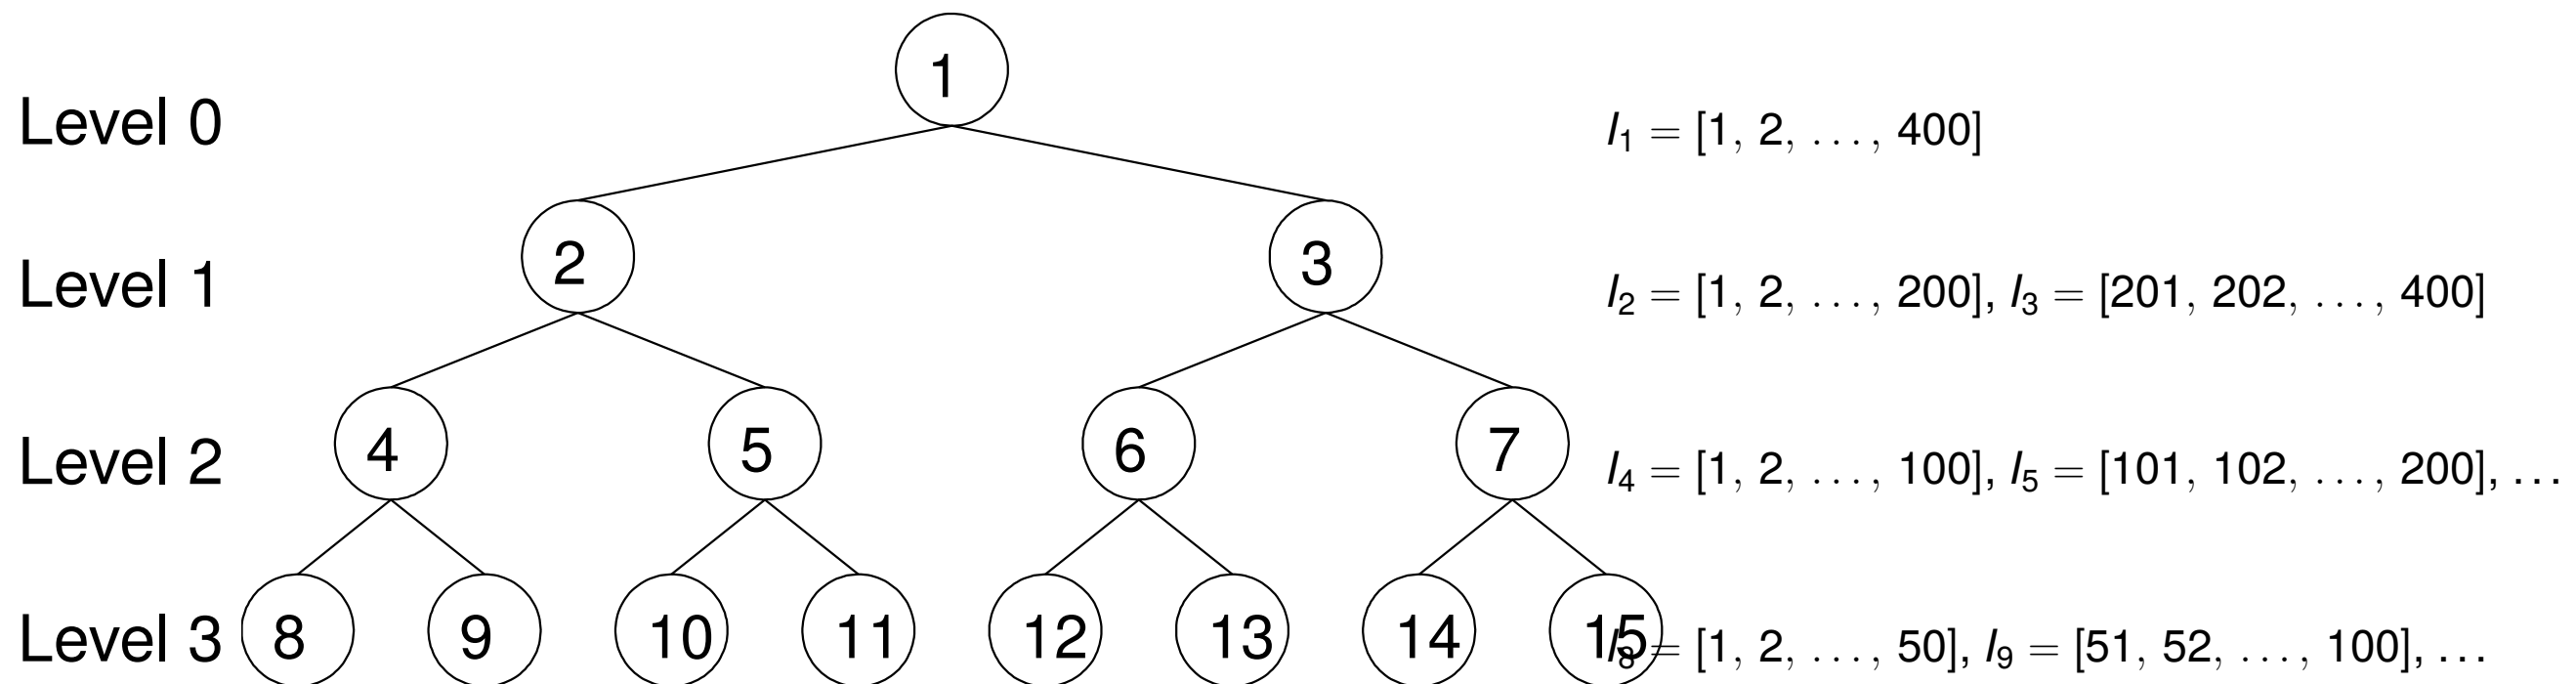 1
Level 0
I₁ = [1, 2, ..., 400]
2
3
Level 1
I₂ = [1, 2, ..., 200], I₃ = [201, 202, ..., 400]
4
5
6
7
Level 2
I₄ = [1, 2, ..., 100], I₅ = [101, 102, ..., 200], ...
Level 3
8
9
10
11
12
13
14
15
I₈ = [1, 2, ..., 50], I₉ = [51, 52, ..., 100], ...